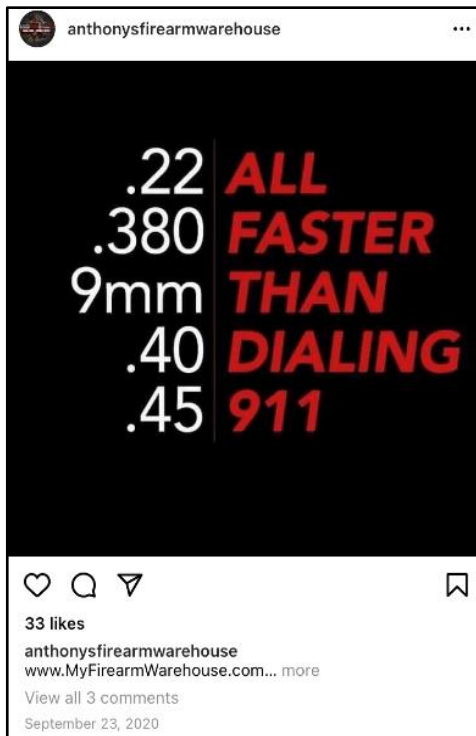 anthonysfirearmwarehouse
.22 ALL
.380 FASTER
9mm THAN
.40 DIALING
.45 911
33 likes
anthonysfirearmwarehouse
www.MyFirearmWarehouse.com... more
View all 3 comments
September 23, 2020